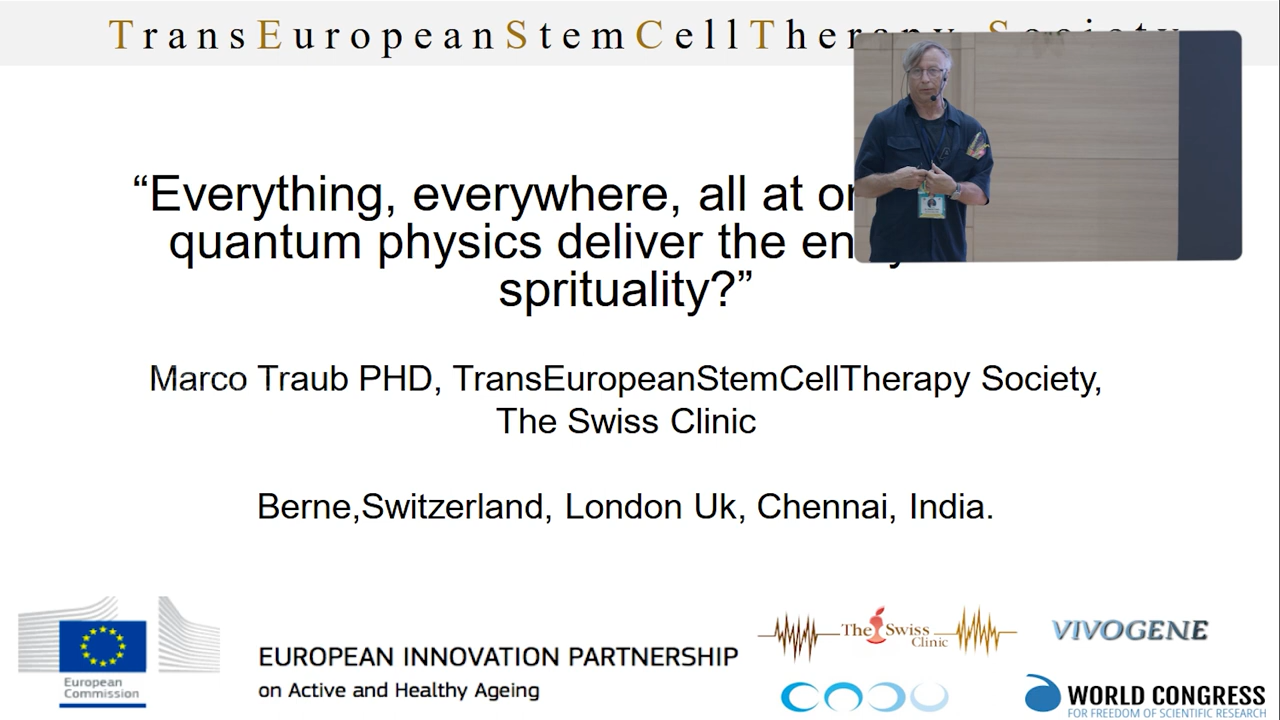 TransEuropeanStemCellTherapy Society
“Everything, everywhere, all at
quantum physics deliver the
sprituality?”
Marco Traub PHD, TransEuropeanStemCellTherapy Society,
The Swiss Clinic
Berne,Switzerland, London Uk, Chennai, India.
European
Commission
EUROPEAN INNOVATION PARTNERSHIP
on Active and Healthy Ageing
The Swiss
Clinic
VIVOGENE
WORLD CONGRESS
FOR FREEDOM OF SCIENTIFIC RESEARCH